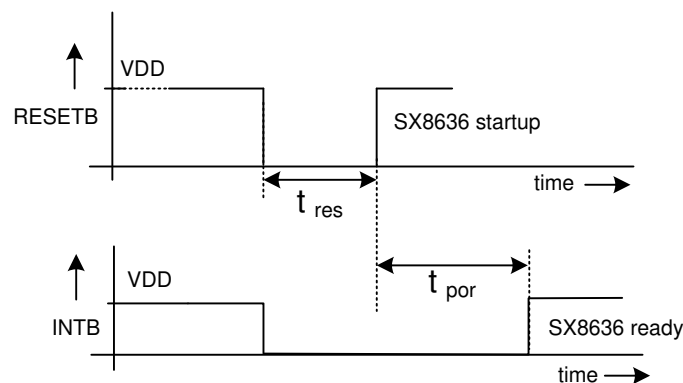 VDD
RESETB
SX8636 startup
time
t res
VDD
t por
INTB
SX8636 ready
time